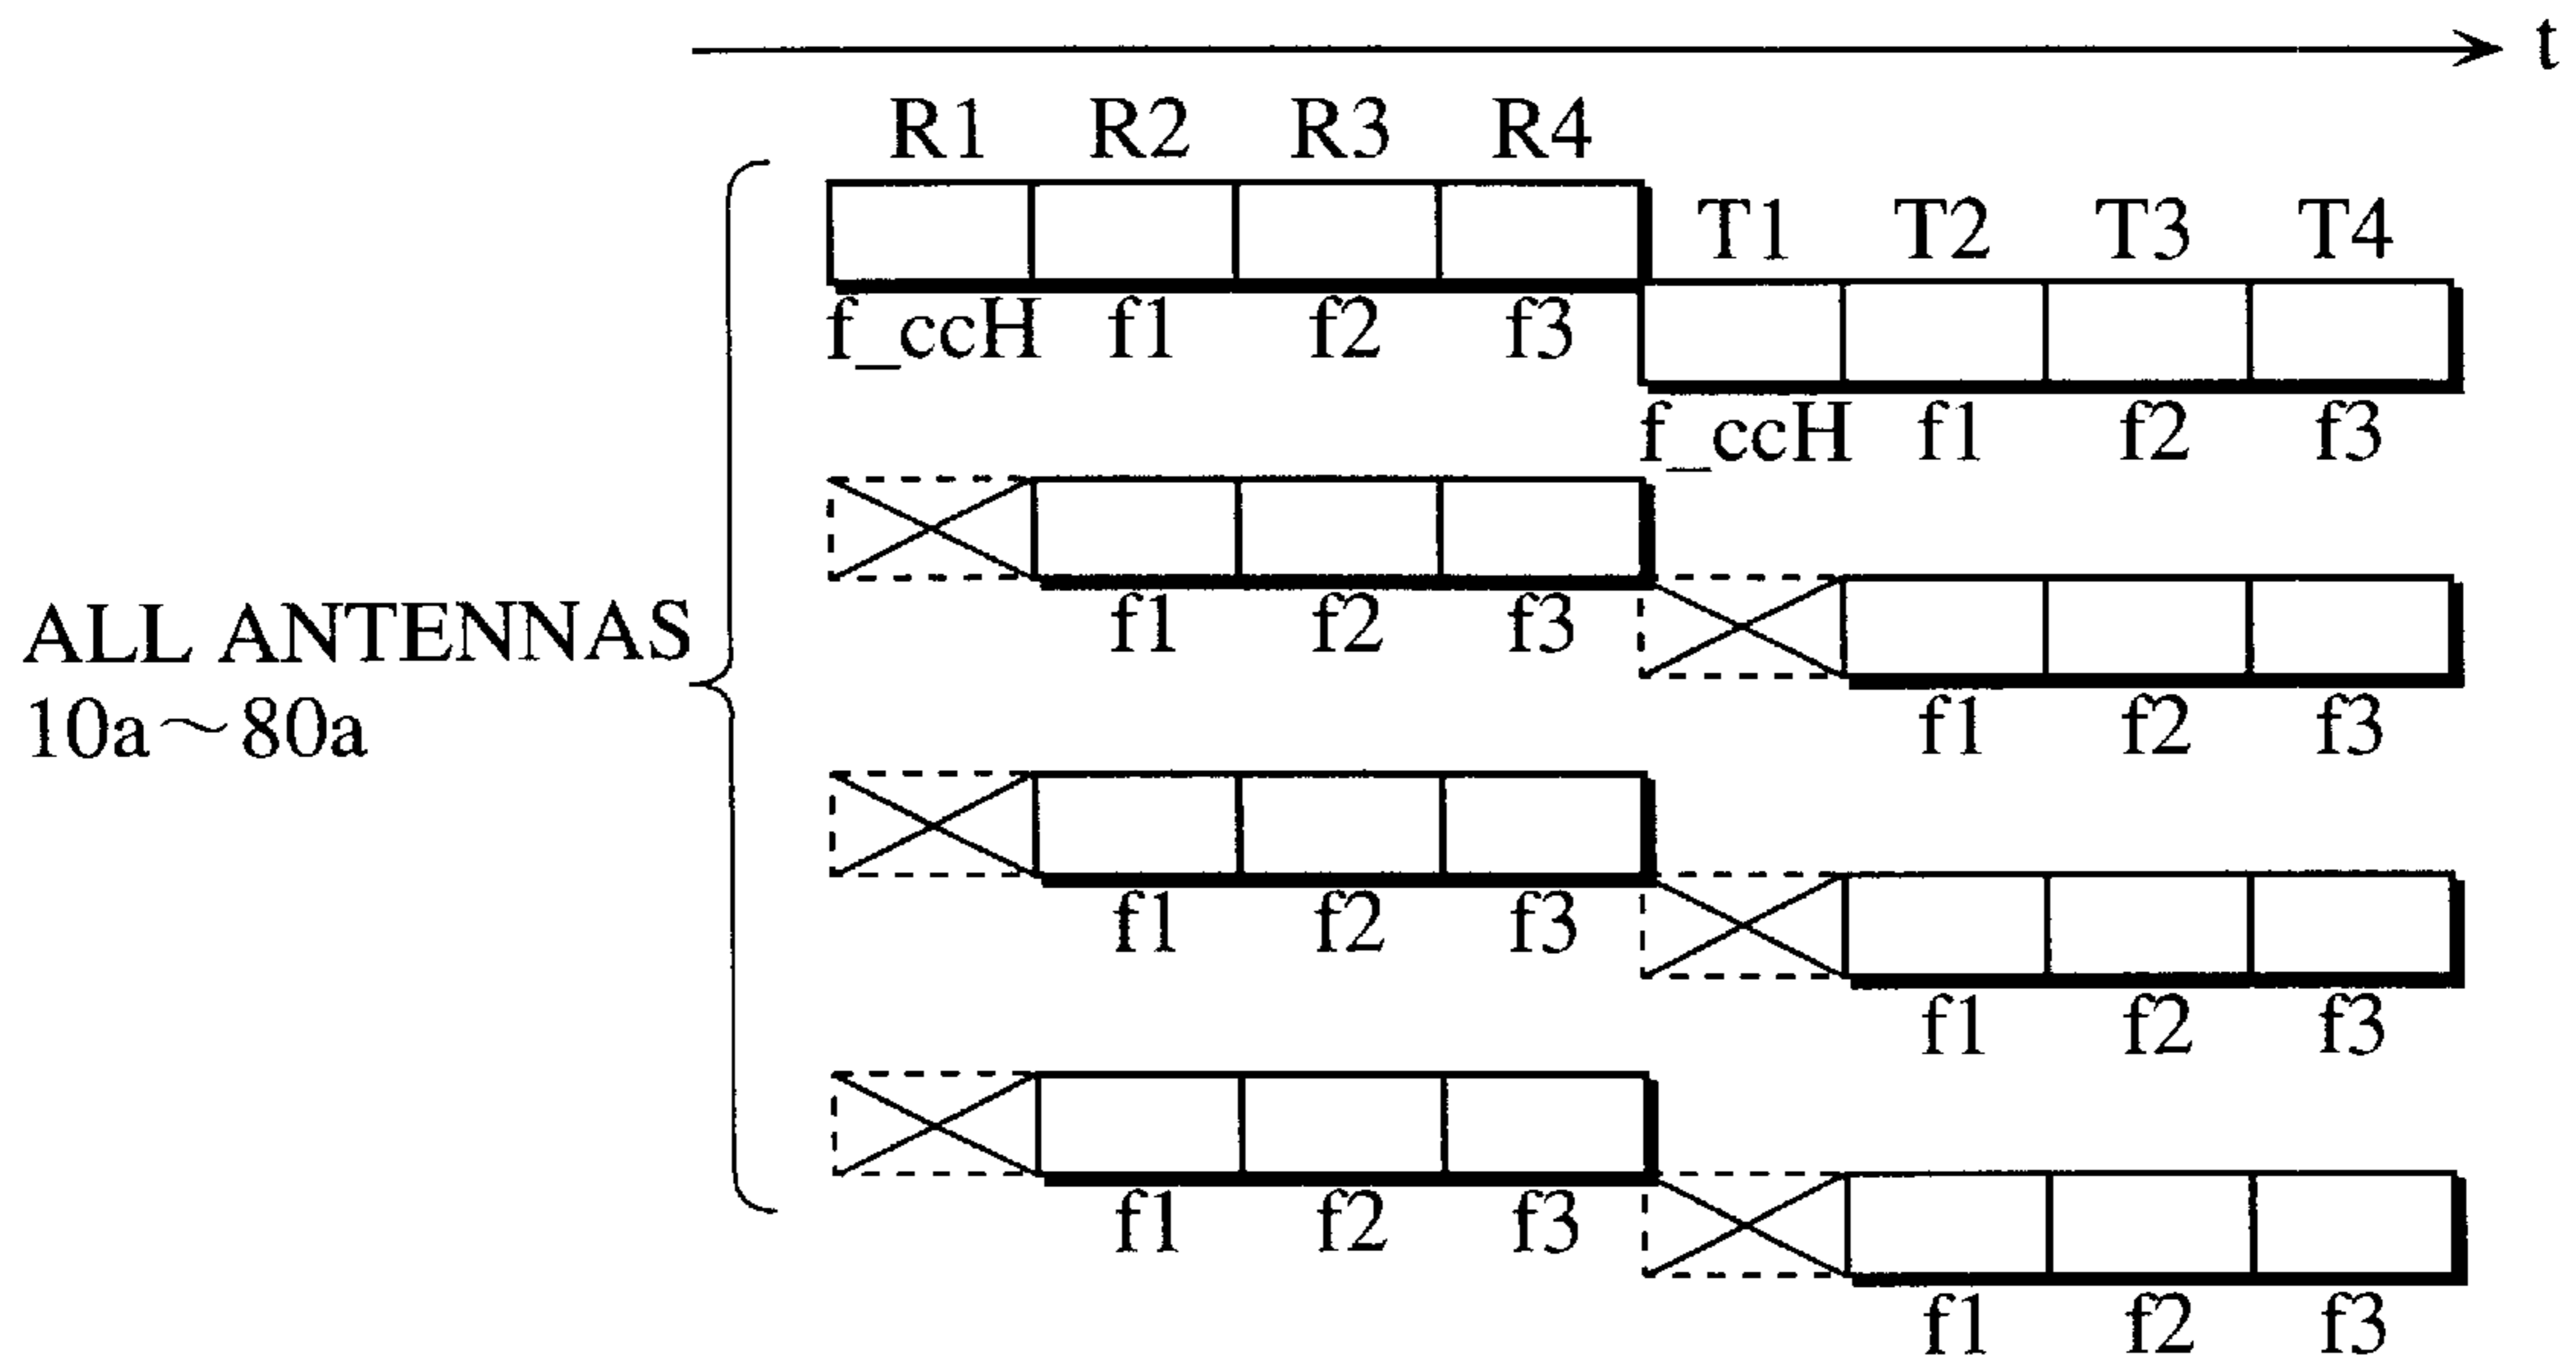 t
R1 R2 R3 R4
T1 T2 T3 T4
f_ccH f1 f2 f3
f_ccH f1 f2 f3
ALL ANTENNAS
10a～80a
f1 f2 f3
f1 f2 f3
f1 f2 f3
f1 f2 f3
f1 f2 f3
f1 f2 f3